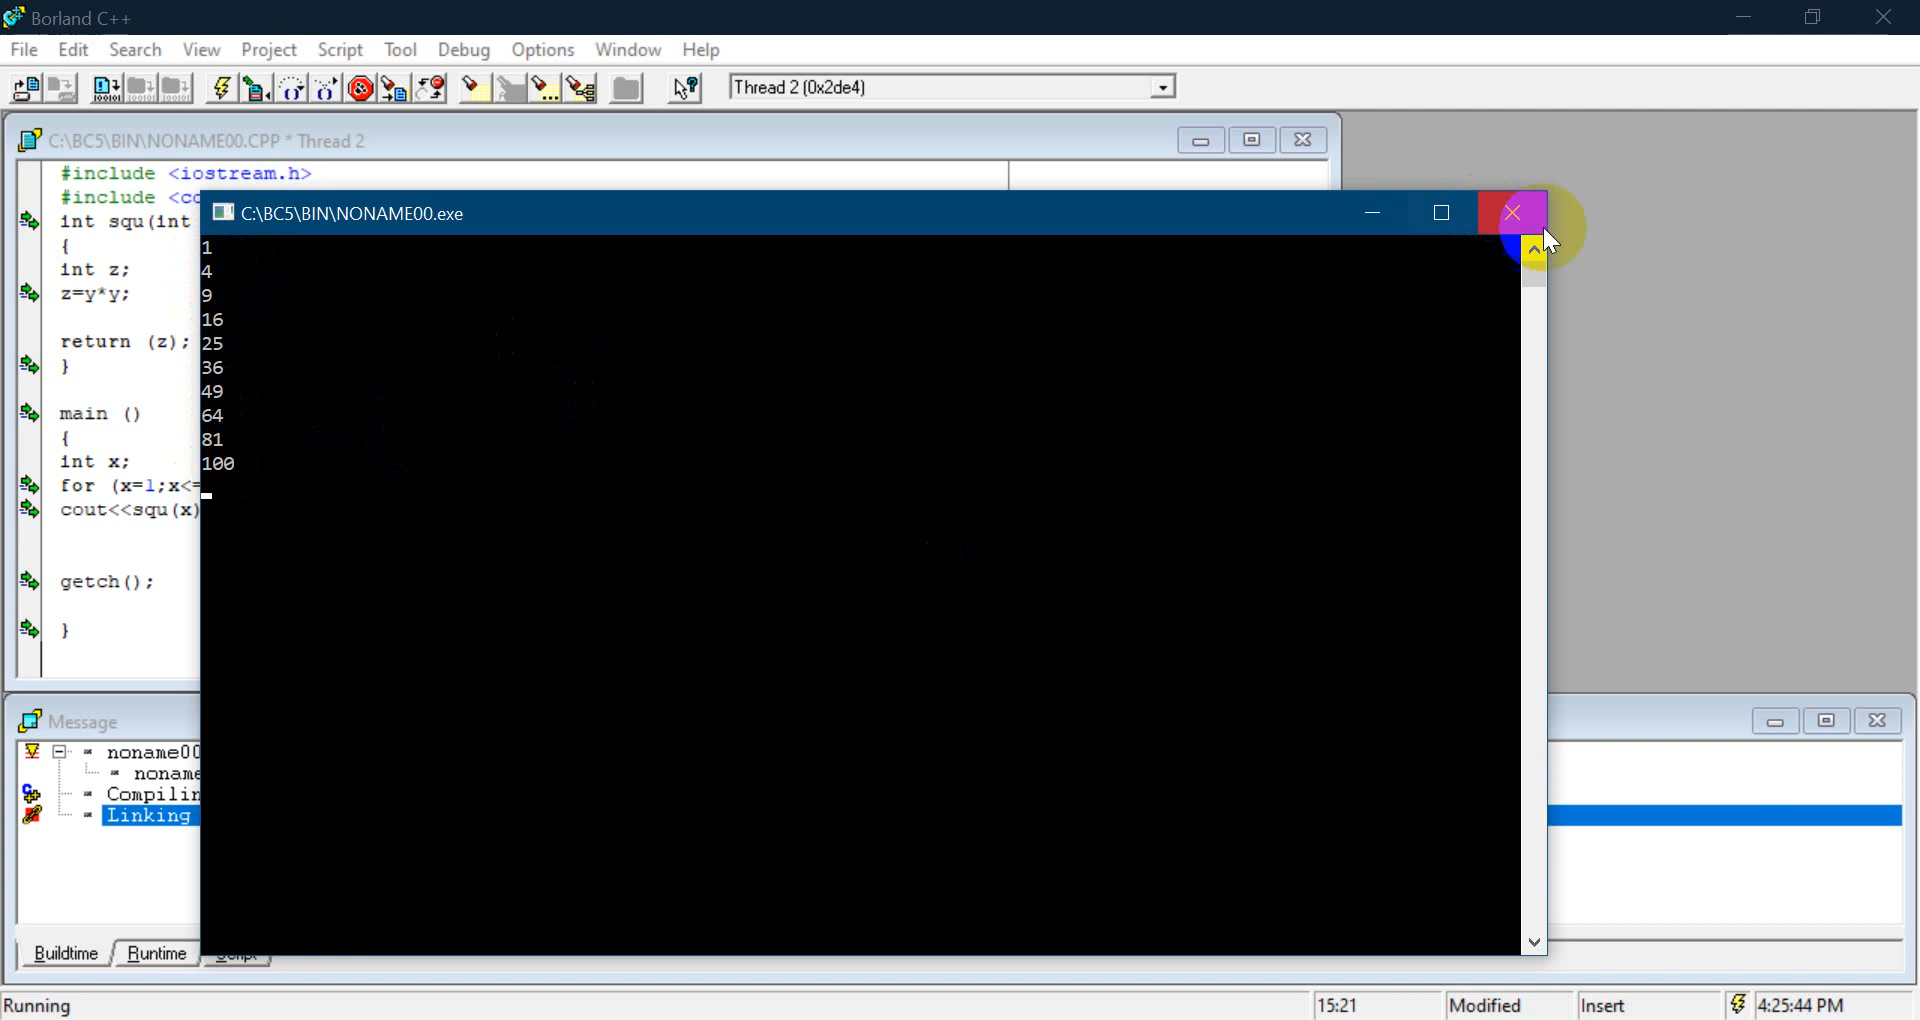 Borland C++
File Edit Search View Project Script Tool Debug Options Window Help
Thread 2 (0x2de4)
C:\BC5\BIN\NONAME00.CPP * Thread 2
#include <iostream.h>
#include <co
int squ(int
{
int z;
z=y*y;
return (z);
}
main ()
{
int x;
for (x=1;x<=
cout<<squ(x)
getch();
}
C:\BC5\BIN\NONAME00.exe
1
4
9
16
25
36
49
64
81
100
Message
noname00
noname
Compilin
Linking
Buildtime Runtime Script
Running 15:21 Modified Insert 4:25:44 PM